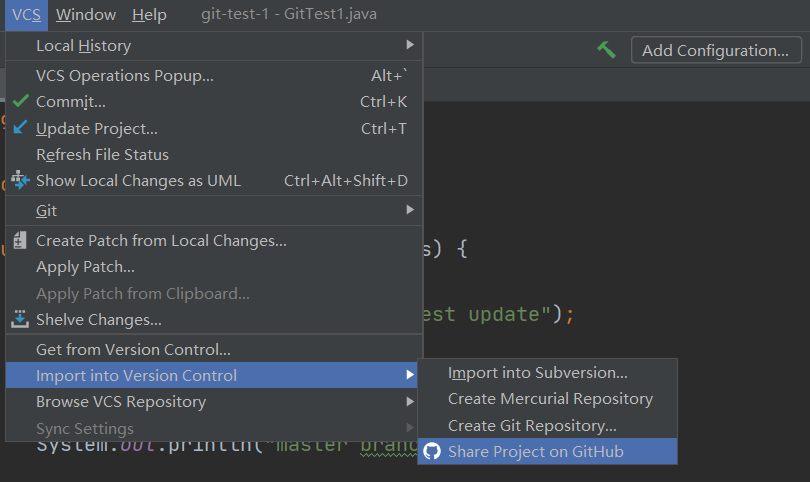 VCS Window Help git-test-1 - GitTest1.java
Local History
Add Configuration...
VCS Operations Popup... Alt+`
Commit... Ctrl+K
Update Project... Ctrl+T
Refresh File Status
Show Local Changes as UML Ctrl+Alt+Shift+D
Git
Create Patch from Local Changes...
s) {
Apply Patch...
Apply Patch from Clipboard...
Shelve Changes...
est update");
Get from Version Control...
Import into Version Control
Browse VCS Repository
Sync Settings
Import into Subversion...
Create Mercurial Repository
Create Git Repository...
Share Project on GitHub
System.out.println("master bran